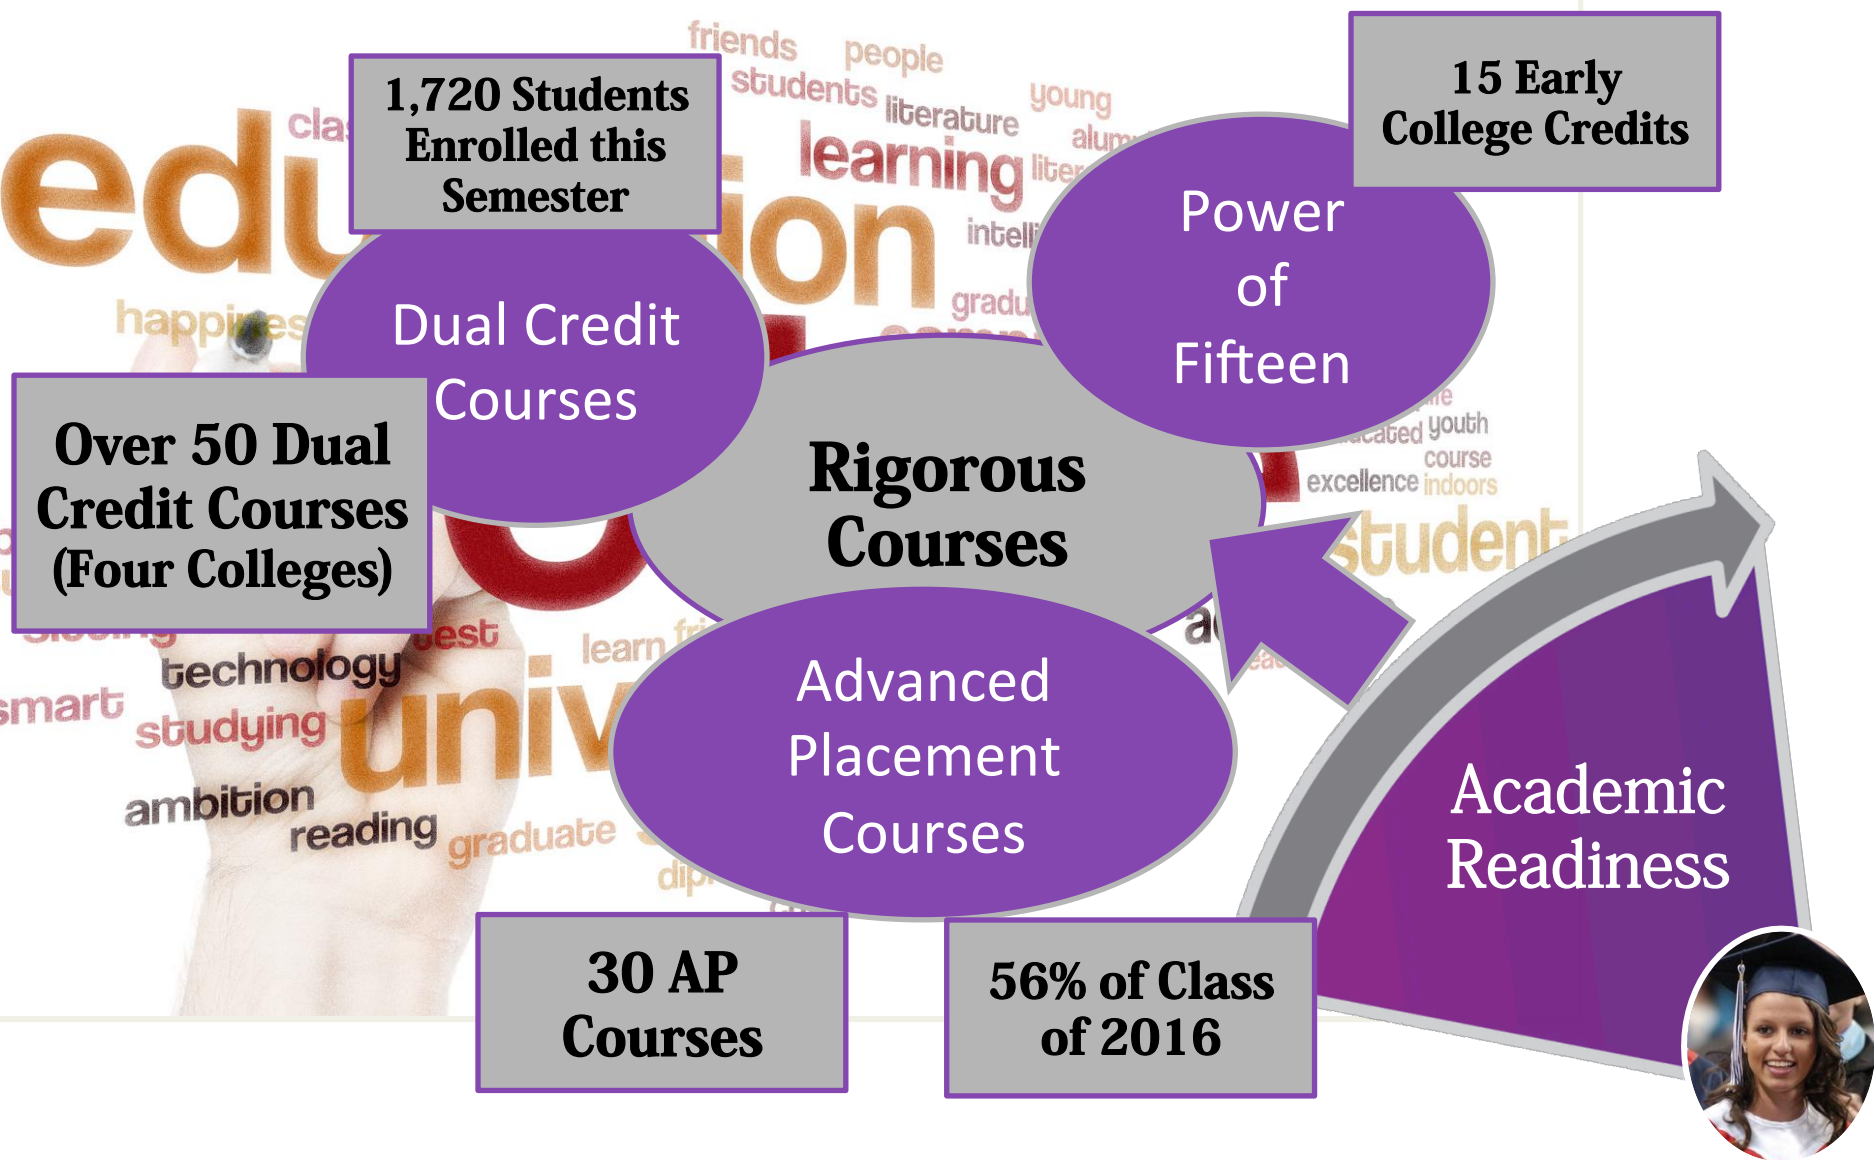 friends
people
students
young
literature
learning
1,720 Students
Enrolled this
Semester
15 Early
College Credits
Power
of
Fifteen
Dual Credit
Courses
Over 50 Dual
Credit Courses
(Four Colleges)
Rigorous
Courses
youth
course
excellence indoors
student
test
learn
technology
smart
studying
ambition
reading
graduate
Advanced
Placement
Courses
Academic
Readiness
30 AP
Courses
56% of Class
of 2016